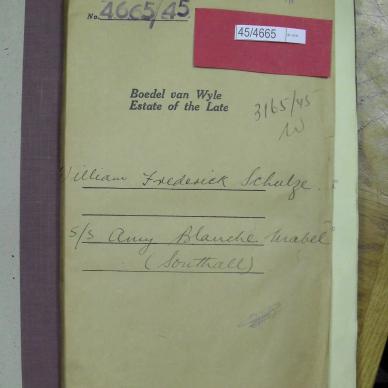 No. 4665/45
45/4665
Boedel van Wyle
Estate of the Late
3165/45
W
William Frederick Schulze.
S/S Amy Blanche Mabel
(Southall)